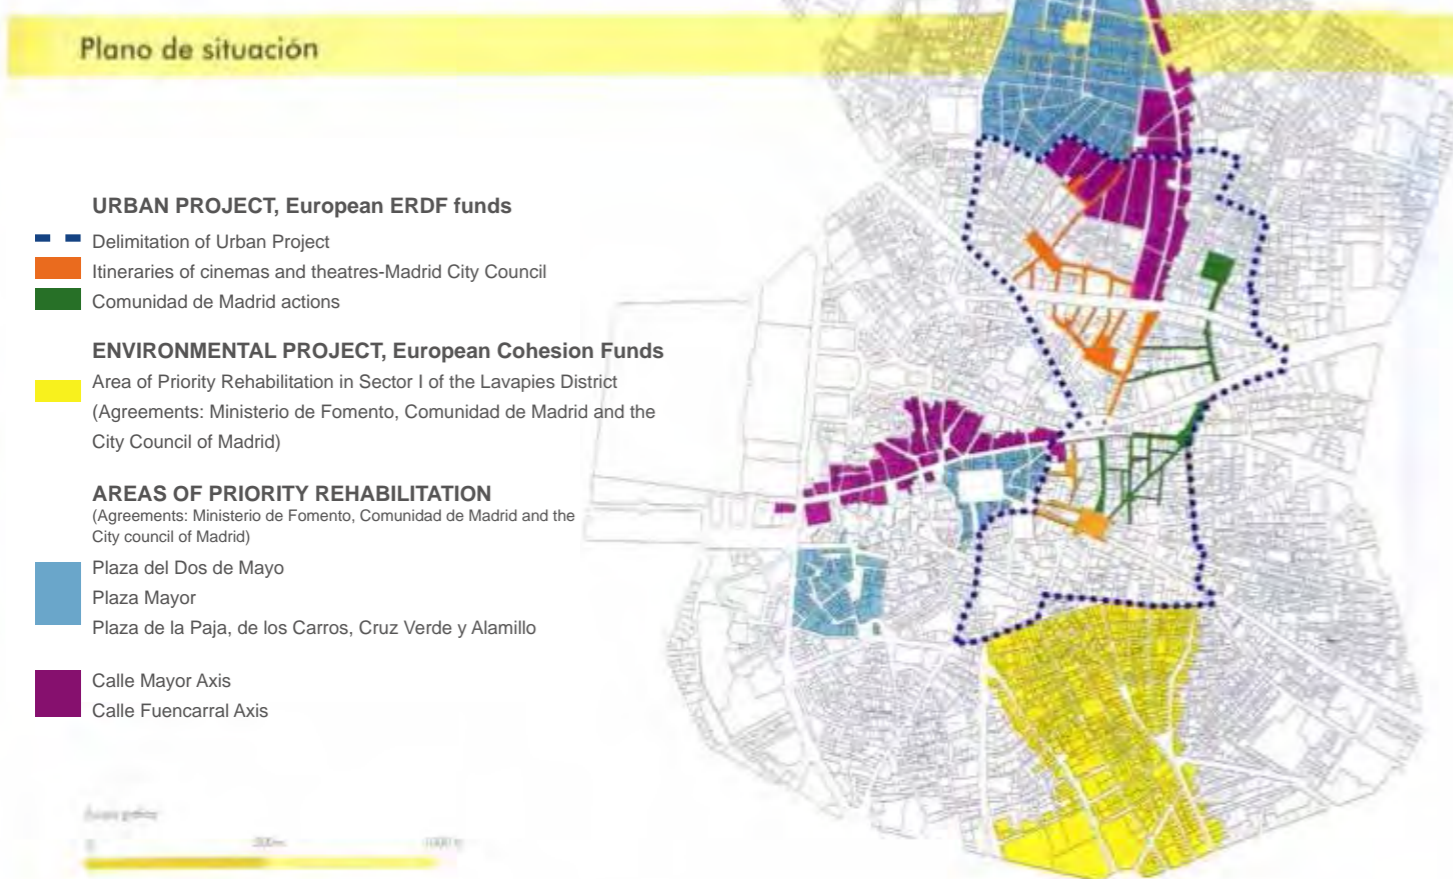 Plano de situación
URBAN PROJECT, European ERDF funds
Delimitation of Urban Project
Itineraries of cinemas and theatres-Madrid City Council
Comunidad de Madrid actions
ENVIRONMENTAL PROJECT, European Cohesion Funds
Area of Priority Rehabilitation in Sector I of the Lavapies District
(Agreements: Ministerio de Fomento, Comunidad de Madrid and the
City Council of Madrid)
AREAS OF PRIORITY REHABILITATION
(Agreements: Ministerio de Fomento, Comunidad de Madrid and the
City council of Madrid)
Plaza del Dos de Mayo
Plaza Mayor
Plaza de la Paja, de los Carros, Cruz Verde y Alamillo
Calle Mayor Axis
Calle Fuencarral Axis